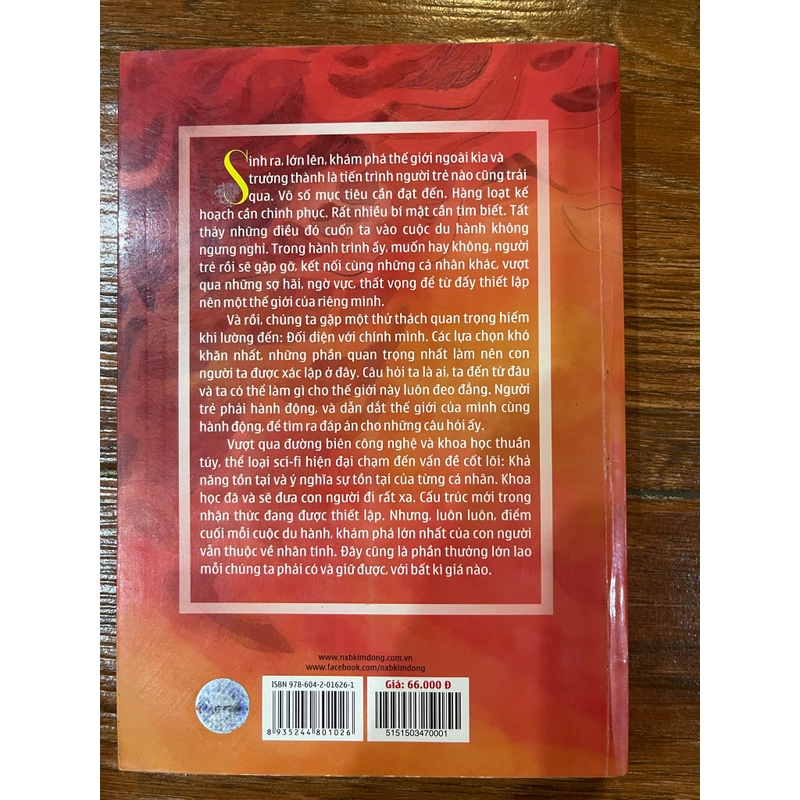 Sinh ra, lớn lên, khám phá thế giới ngoài kia và
trưởng thành là tiến trình người trẻ nào cũng trải
qua. Vô số mục tiêu cần đạt đến. Hàng loạt kế
hoạch cần chinh phục. Rất nhiều bí mật cần tìm biết. Tất
thảy những điều đó cuốn ta vào cuộc du hành không
ngưng nghỉ. Trong hành trình ấy, muốn hay không, người
trẻ rồi sẽ gặp gỡ, kết nối cùng những cá nhân khác, vượt
qua những sợ hãi, ngờ vực, thất vọng để từ đấy thiết lập
nên một thế giới của riêng mình.
Và rồi, chúng ta gặp một thử thách quan trọng hiếm
khi lường đến: Đối diện với chính mình. Các lựa chọn khó
khăn nhất, những phần quan trọng nhất làm nên con
người ta được xác lập ở đây. Câu hỏi ta là ai, ta đến từ đâu
và ta có thể làm gì cho thế giới này luôn đeo đẳng. Người
trẻ phải hành động, và dẫn dắt thế giới của mình cùng
hành động, để tìm ra đáp án cho những câu hỏi ấy.
Vượt qua đường biên công nghệ và khoa học thuần
túy, thể loại sci-fi hiện đại chạm đến vấn đề cốt lõi: Khả
năng tồn tại và ý nghĩa sự tồn tại của từng cá nhân. Khoa
học đã và sẽ đưa con người đi rất xa. Cấu trúc mới trong
nhận thức đang được thiết lập. Nhưng, luôn luôn, điểm
cuối mỗi cuộc du hành, khám phá lớn nhất của con người
vẫn thuộc về nhân tính. Đây cũng là phần thưởng lớn lao
mỗi chúng ta phải có và giữ được, với bất kì giá nào.
www.nxbkimdong.com.vn
www.facebook.com/nxbkimdong
ISBN 978-604-2-01626-1
Giá: 66.000 Đ
8 935244 801026
5151503470001